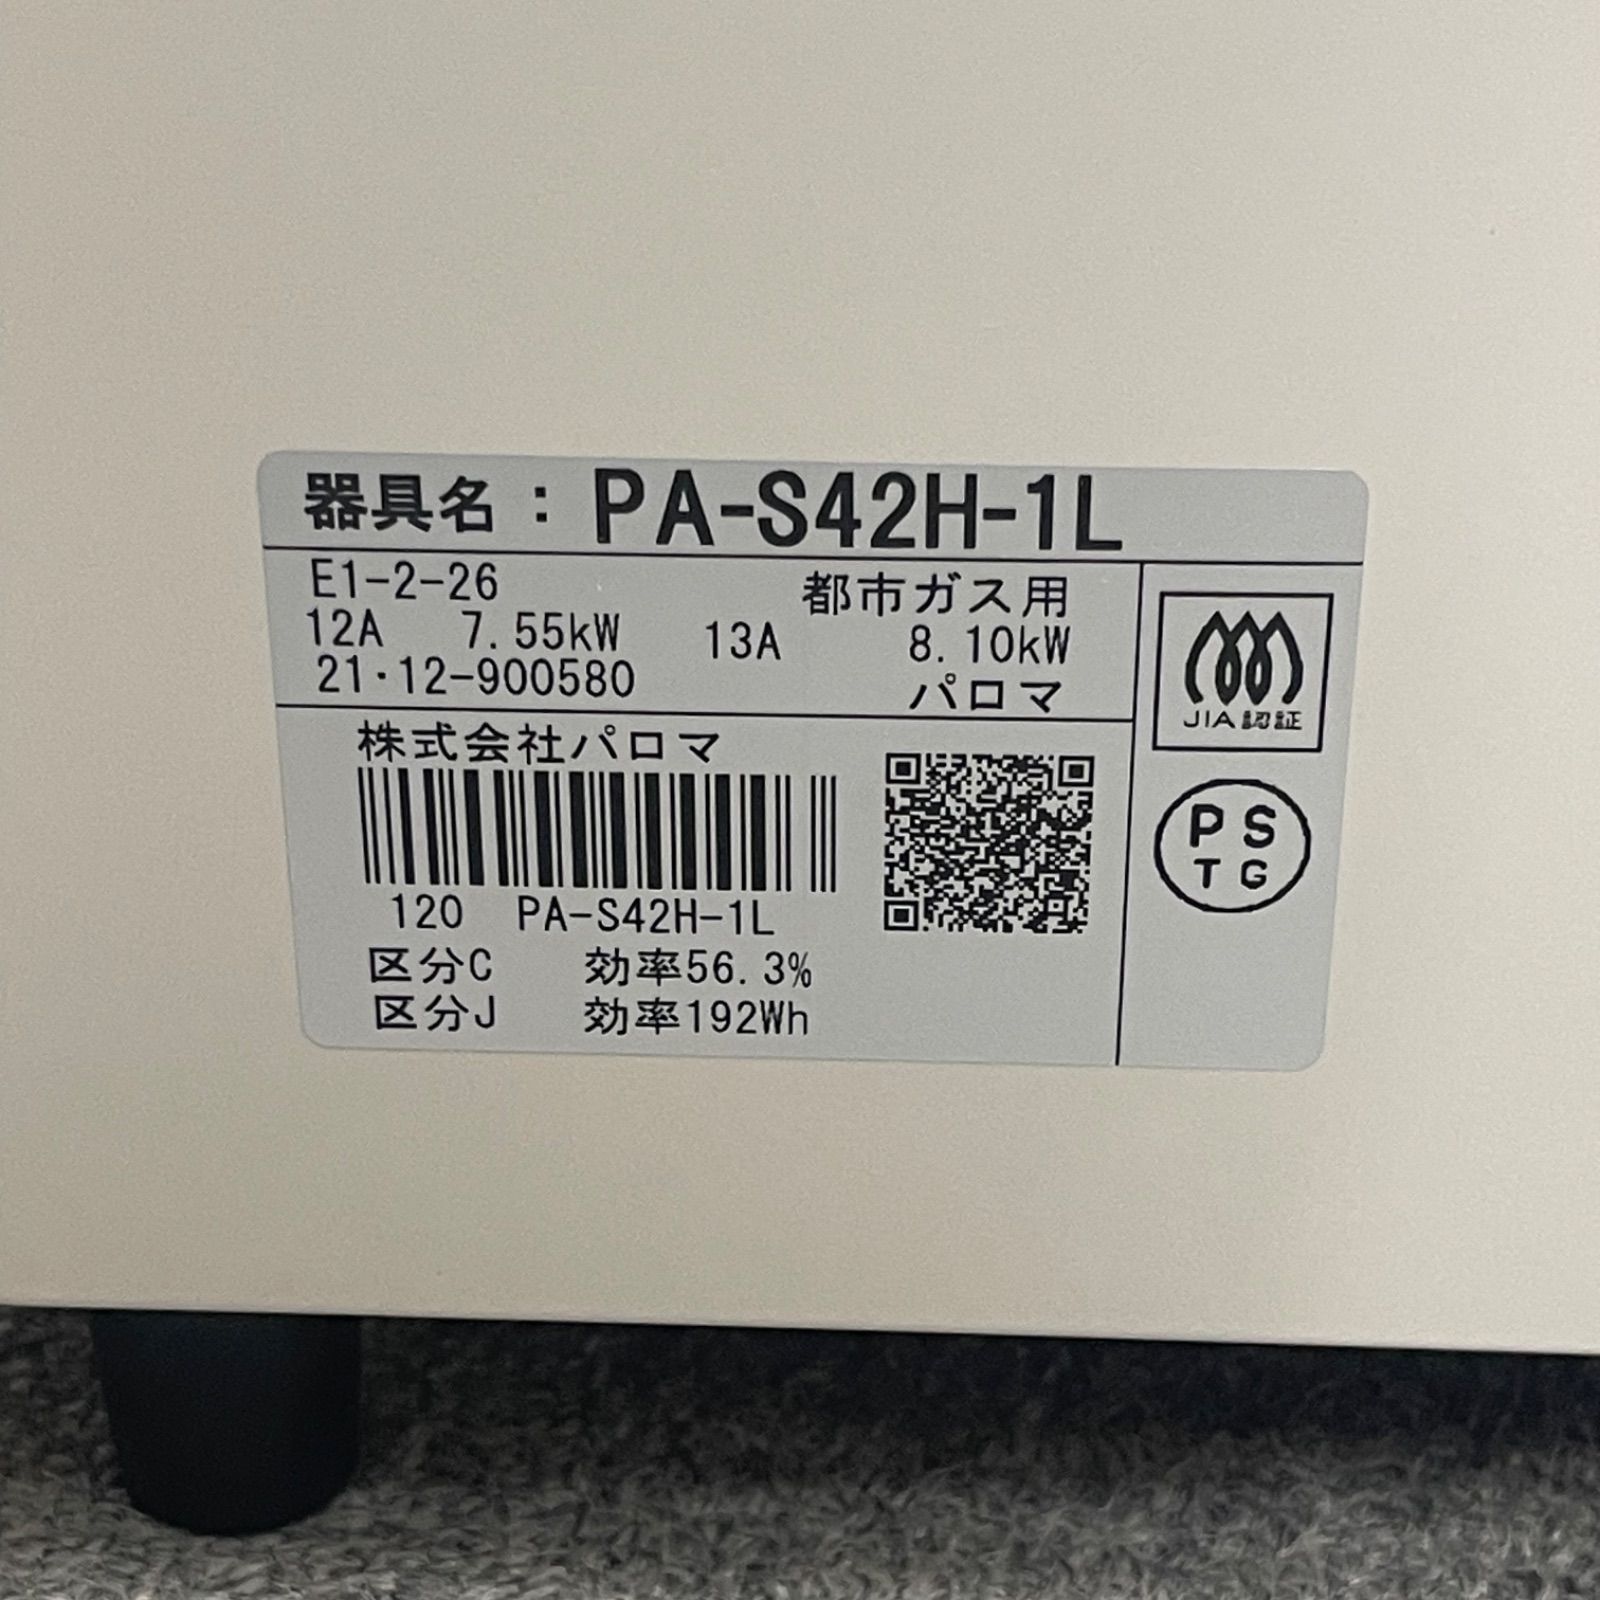 器具名：PA-S42H-1L
E1-2-26 都市ガス用
12A 7.55kW 13A 8.10kW
21・12-900580 パロマ
JIA認証
株式会社パロマ
PS
TG
120 PA-S42H-1L
区分C 効率56.3%
区分J 効率192Wh